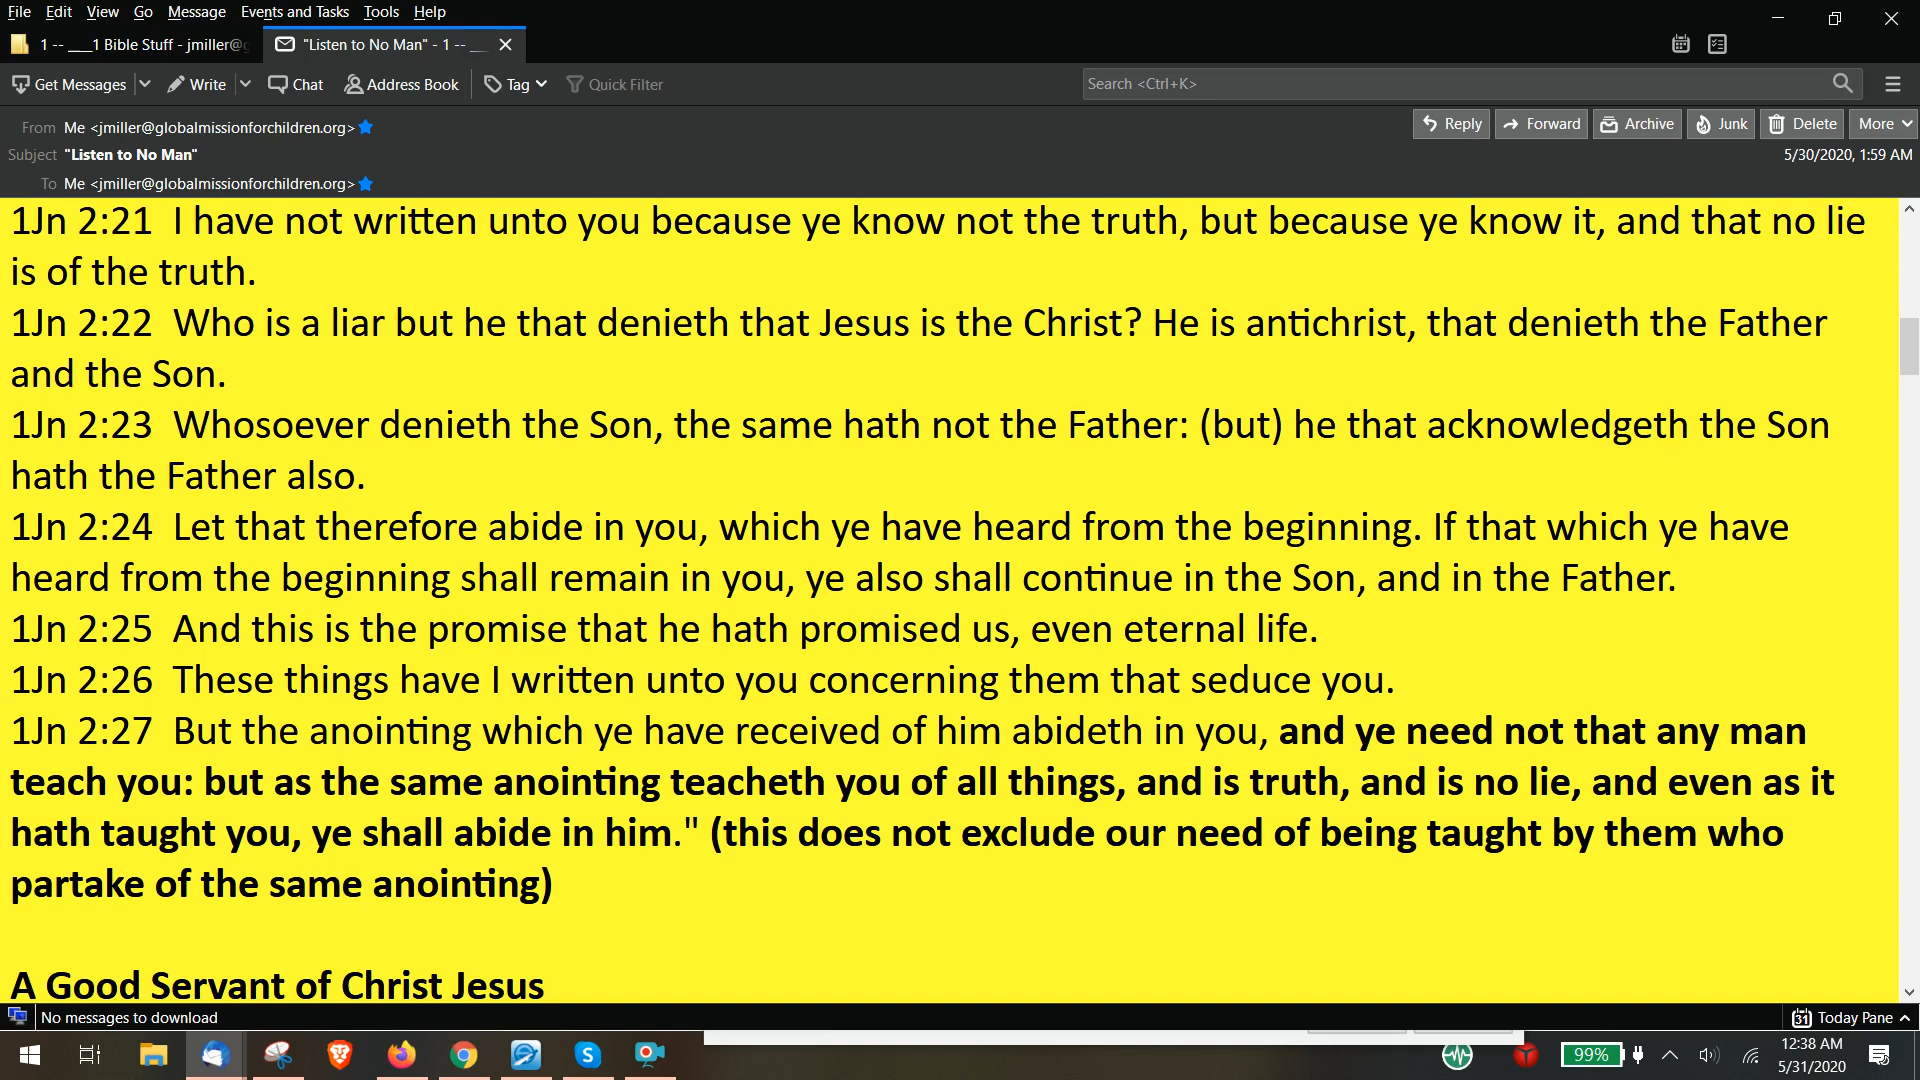 File Edit View Go Message Events and Tasks Tools Help
1 -- ___1 Bible Stuff - jmiller@g
"Listen to No Man" - 1 -- __
Get Messages Write Chat Address Book Tag Quick Filter Search <Ctrl+K>
From Me <jmiller@globalmissionforchildren.org> Reply Forward Archive Junk Delete More
Subject "Listen to No Man" 5/30/2020, 1:59 AM
To Me <jmiller@globalmissionforchildren.org>
1Jn 2:21 I have not written unto you because ye know not the truth, but because ye know it, and that no lie
is of the truth.
1Jn 2:22 Who is a liar but he that denieth that Jesus is the Christ? He is antichrist, that denieth the Father
and the Son.
1Jn 2:23 Whosoever denieth the Son, the same hath not the Father: (but) he that acknowledgeth the Son
hath the Father also.
1Jn 2:24 Let that therefore abide in you, which ye have heard from the beginning. If that which ye have
heard from the beginning shall remain in you, ye also shall continue in the Son, and in the Father.
1Jn 2:25 And this is the promise that he hath promised us, even eternal life.
1Jn 2:26 These things have I written unto you concerning them that seduce you.
1Jn 2:27 But the anointing which ye have received of him abideth in you, and ye need not that any man
teach you: but as the same anointing teacheth you of all things, and is truth, and is no lie, and even as it
hath taught you, ye shall abide in him." (this does not exclude our need of being taught by them who
partake of the same anointing)
A Good Servant of Christ Jesus
No messages to download 31 Today Pane
99% 12:38 AM
5/31/2020